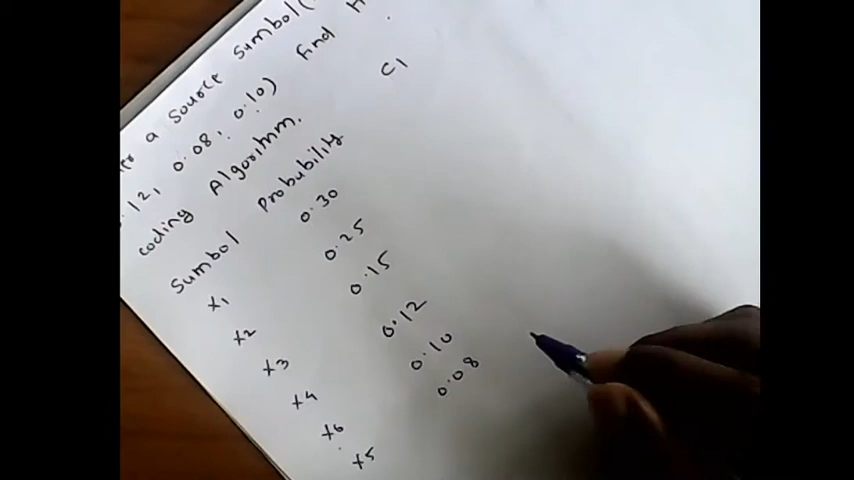 a source symbol(
.12, 0.08, 0.10) find H
coding Algorithm.
Symbol Probability C1
X1 0.30
X2 0.25
X3 0.15
X4 0.12
X6 0.10
X5 0.08